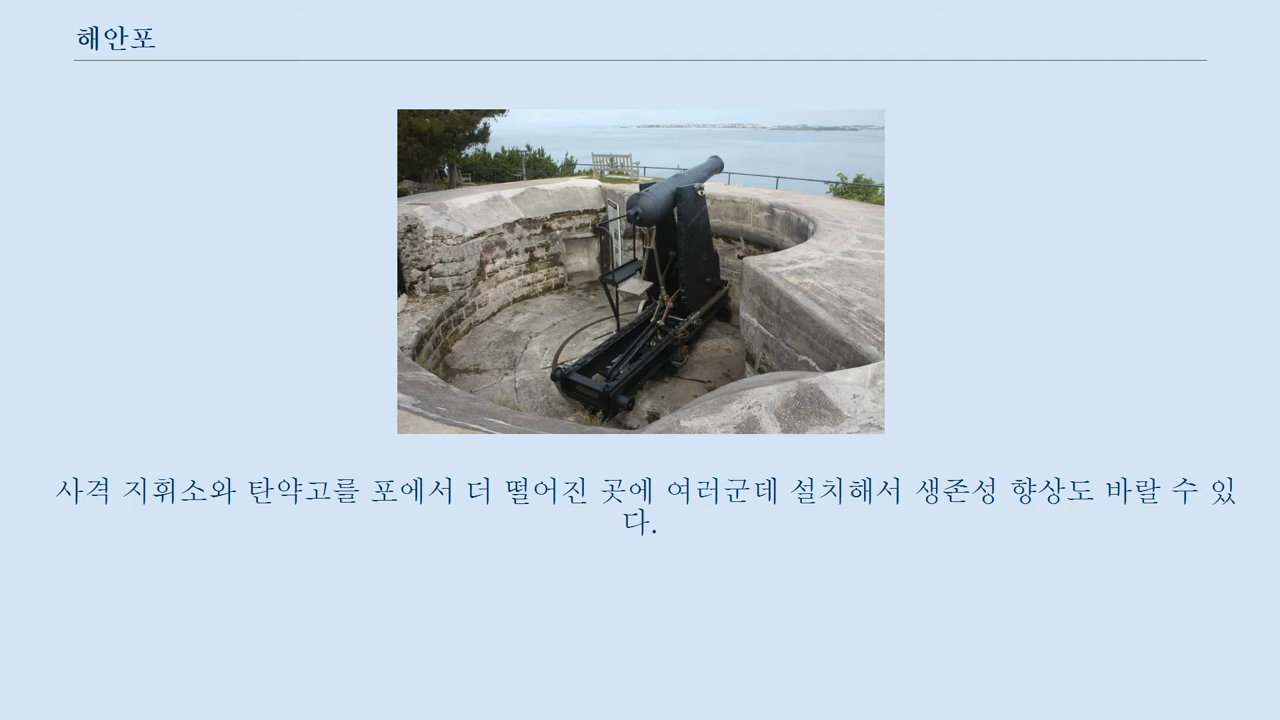 해안포
사격 지휘소와 탄약고를 포에서 더 떨어진 곳에 여러군데 설치해서 생존성 향상도 바랄 수 있
다.